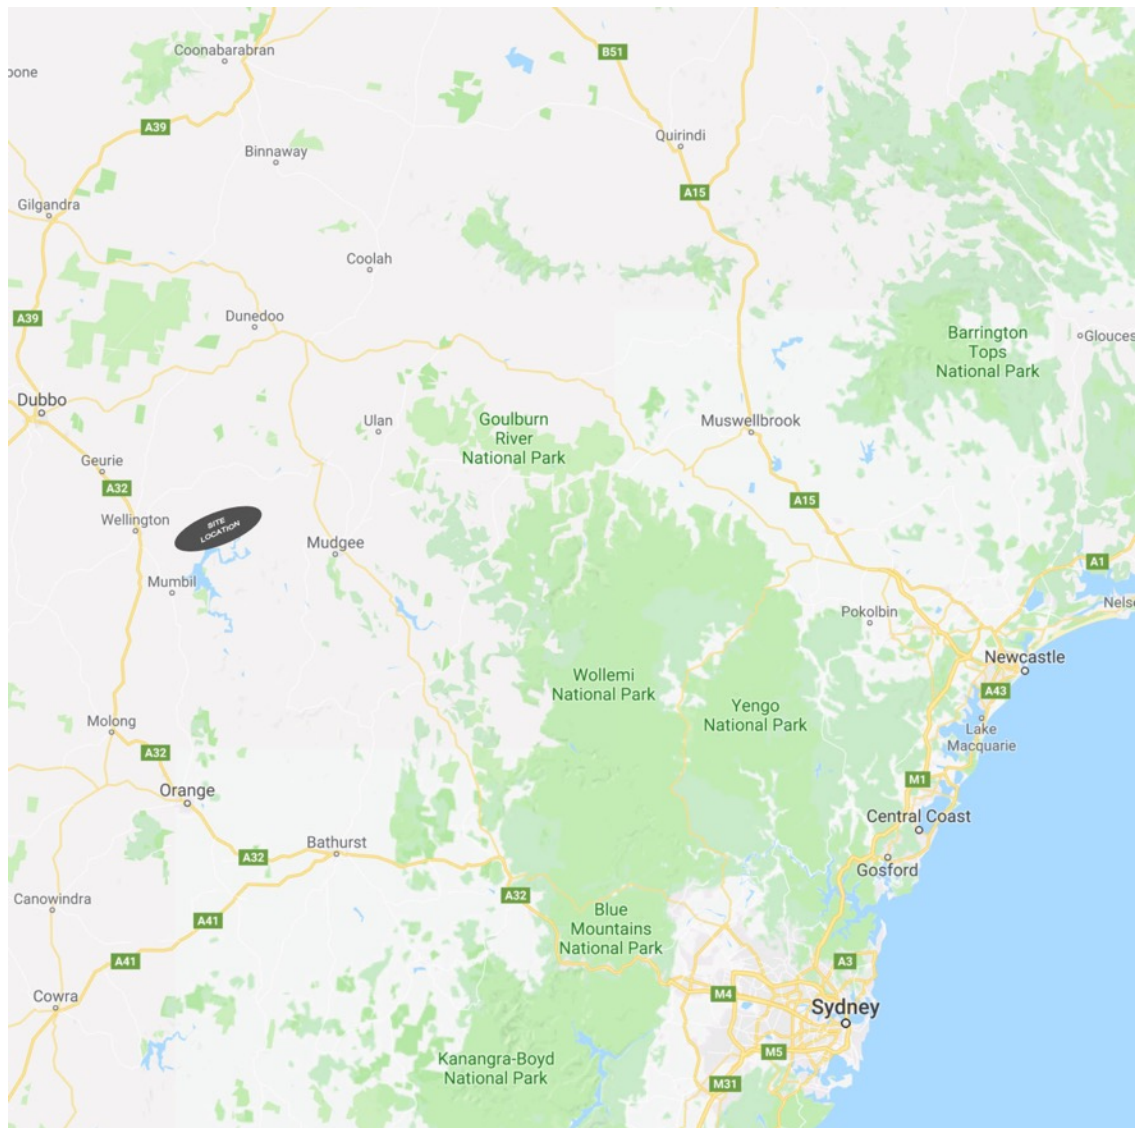 Coonabarabran
B51
bone
A39
Quirindi
Binnaway
A15
Gilgandra
Coolah
A39
Dunedoo
Barrington
Tops
National Park
Glouces
Dubbo
Ulan
Goulburn
River
National Park
Muswellbrook
Geurie
A32
A15
Wellington
SITE
LOCATION
Mudgee
A1
Mumbil
Pokolbin
Nels
Newcastle
Wollemi
National Park
A43
Yengo
National Park
Molong
Lake
Macquarie
A32
M1
Orange
Central Coast
Bathurst
A32
Gosford
A32
Canowindra
A41
Blue
Mountains
National Park
A41
A3
Cowra
M4
Sydney
Kanangra-Boyd
National Park
M5
M31